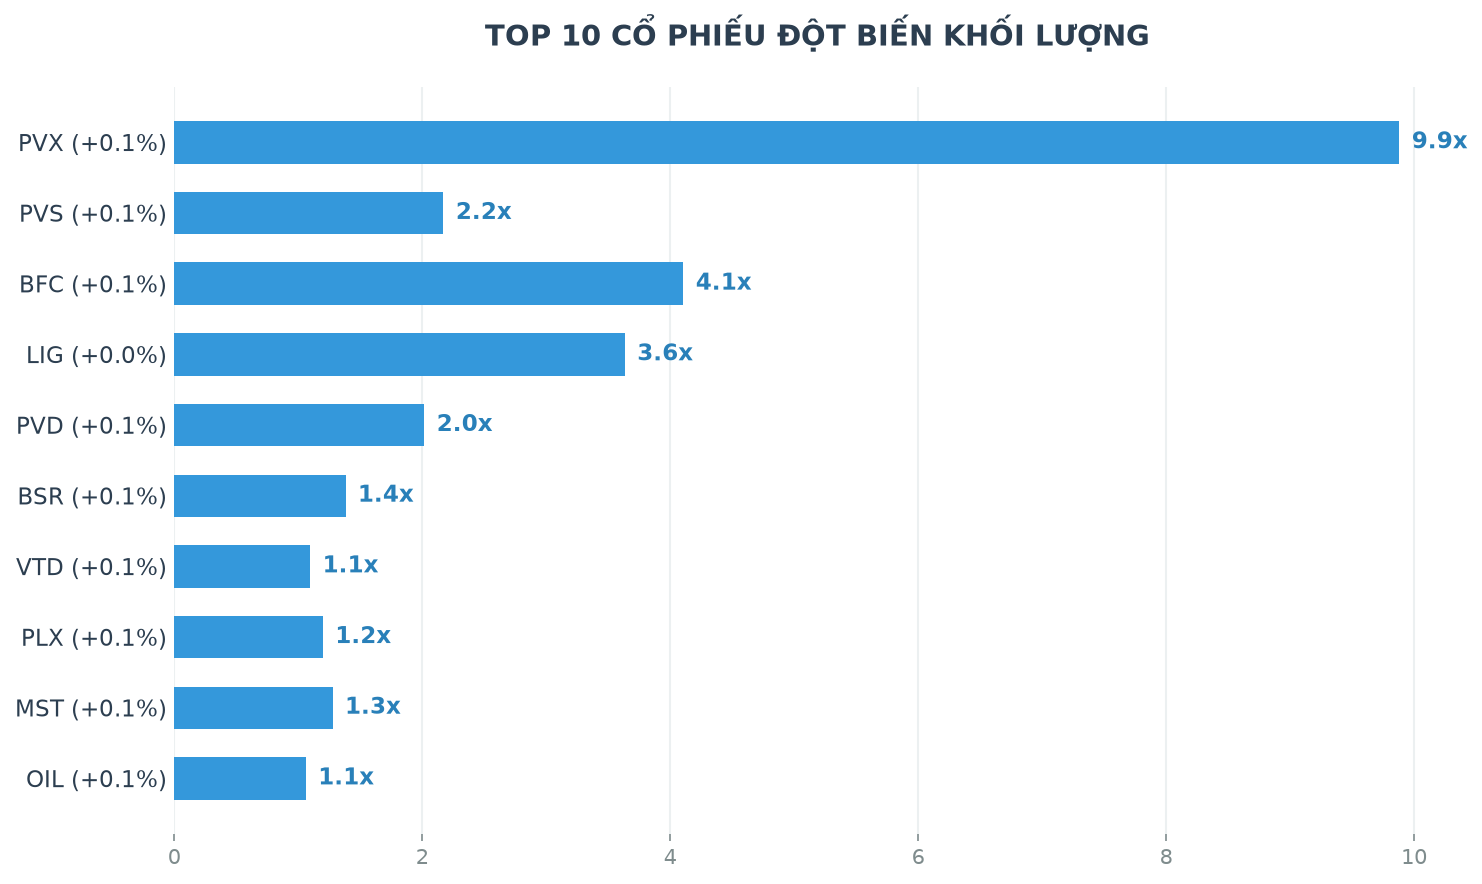 TOP 10 CỔ PHIẾU ĐỘT BIẾN KHỐI LƯỢNG
PVX (+0.1%) 9.9x
PVS (+0.1%) 2.2x
BFC (+0.1%) 4.1x
LIG (+0.0%) 3.6x
PVD (+0.1%) 2.0x
BSR (+0.1%) 1.4x
VTD (+0.1%) 1.1x
PLX (+0.1%) 1.2x
MST (+0.1%) 1.3x
OIL (+0.1%) 1.1x
0 2 4 6 8 10